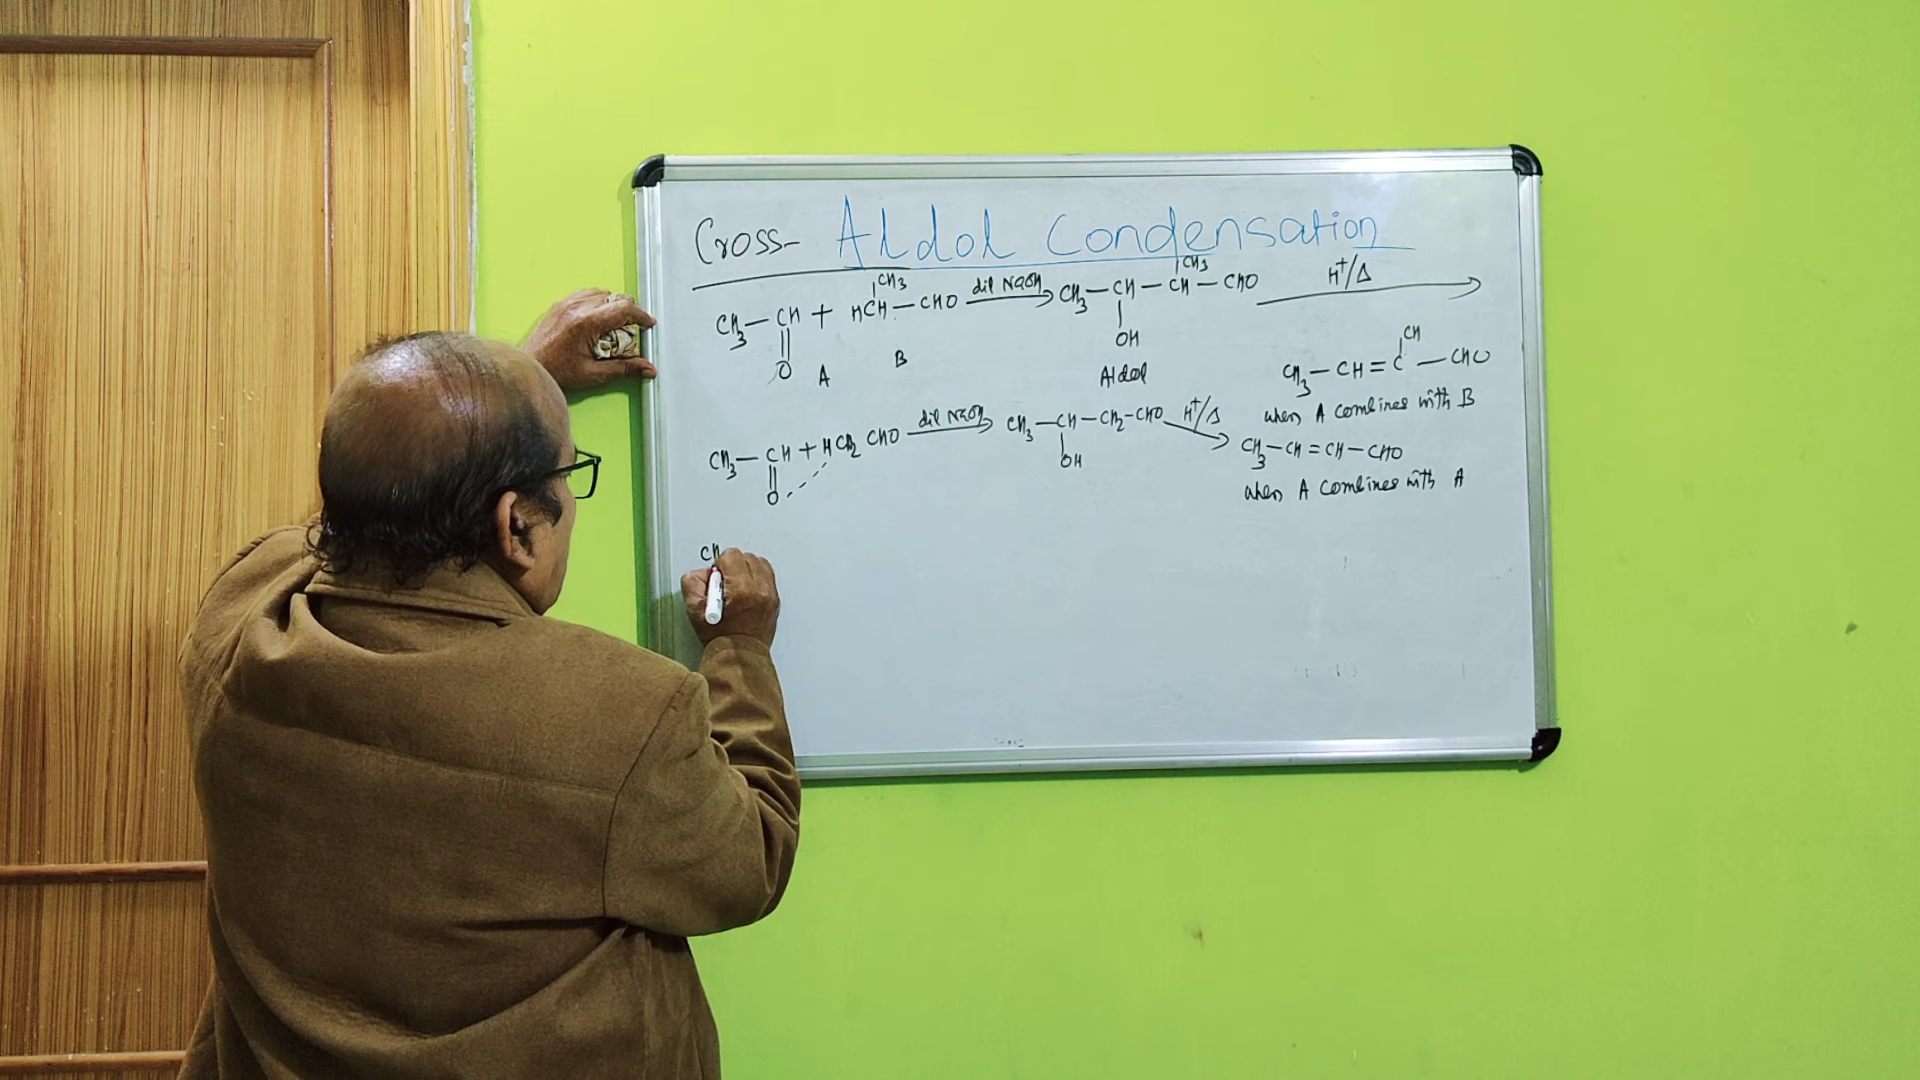 Cross- Aldol Condensation
CH3
CH3
CH3—CH + HCH—CHO dil NaOH CH3—CH—CH—CHO H+/Δ
O
OH
A
B
Aldol
CH
CH3—CH=C—CHO
when A combines with B
CH3—CH + HCH2 CHO dil NaOH CH3—CH—CH2-CHO H+/Δ
O
OH
CH3—CH=CH—CHO
when A combines with A
CH